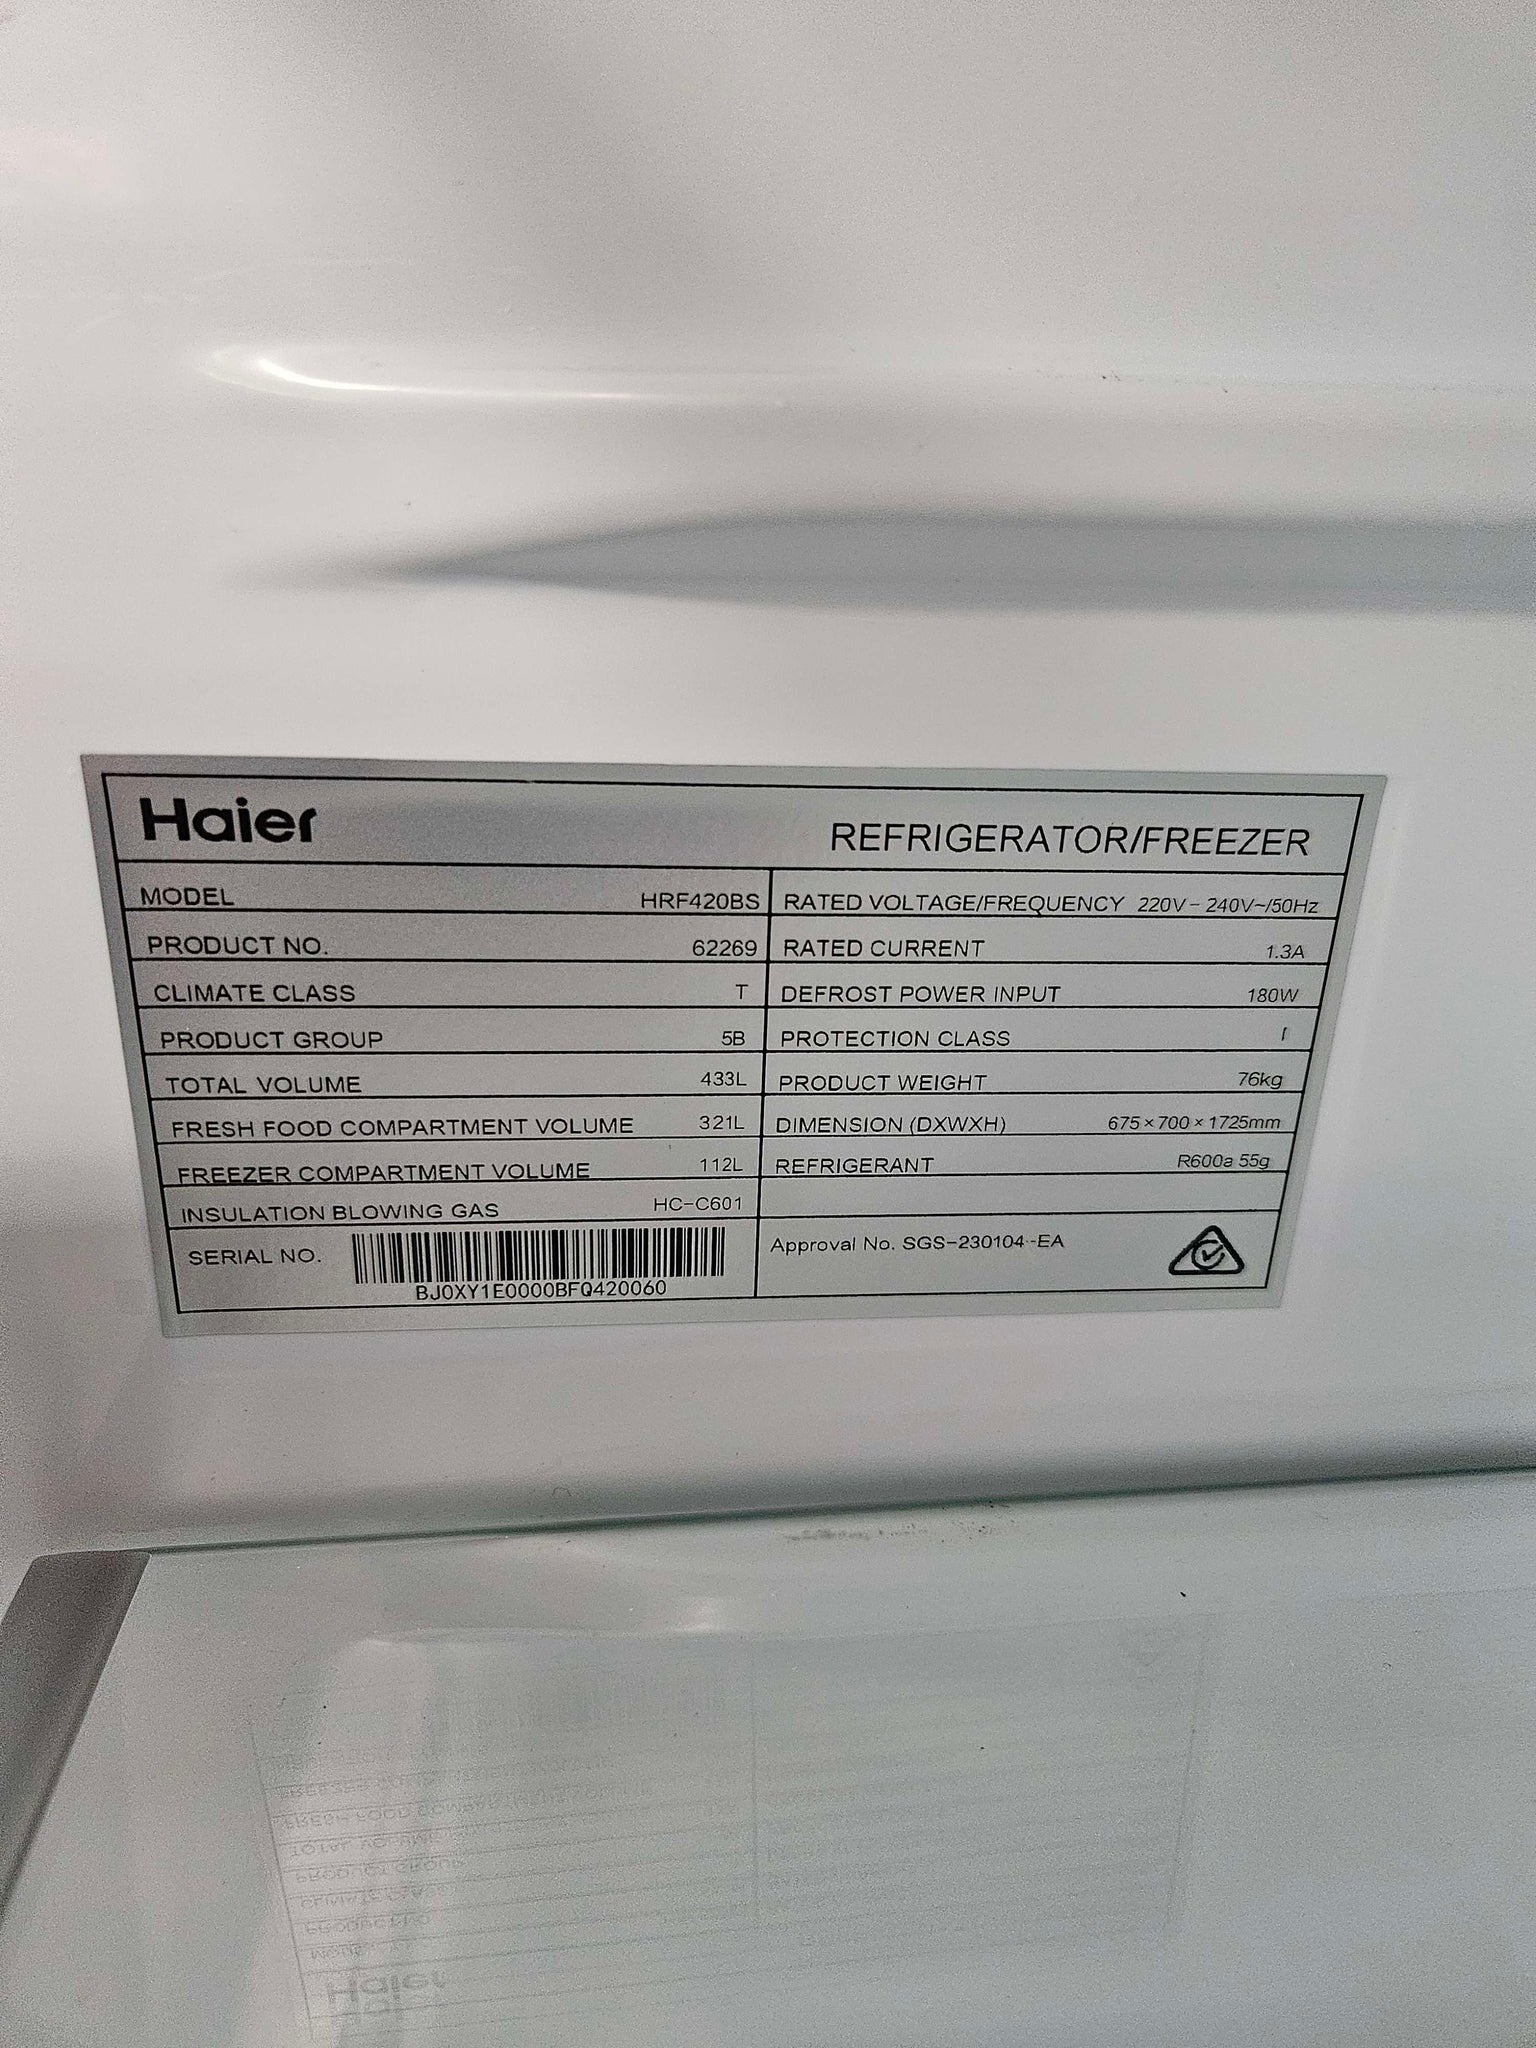 Haier
REFRIGERATOR/FREEZER
MODEL HRF420BS
PRODUCT NO. 62269
CLIMATE CLASS T
PRODUCT GROUP 5B
TOTAL VOLUME 433L
FRESH FOOD COMPARTMENT VOLUME 321L
FREEZER COMPARTMENT VOLUME 112L
INSULATION BLOWING GAS HC-C601
SERIAL NO.
BJ0XY1E0000BFQ420060
RATED VOLTAGE/FREQUENCY 220V-240V~/50Hz
RATED CURRENT 1.3A
DEFROST POWER INPUT 180W
PROTECTION CLASS I
PRODUCT WEIGHT 76kg
DIMENSION (DXWXH) 675×700×1725mm
REFRIGERANT R600a 55g
Approval No. SGS-230104-EA